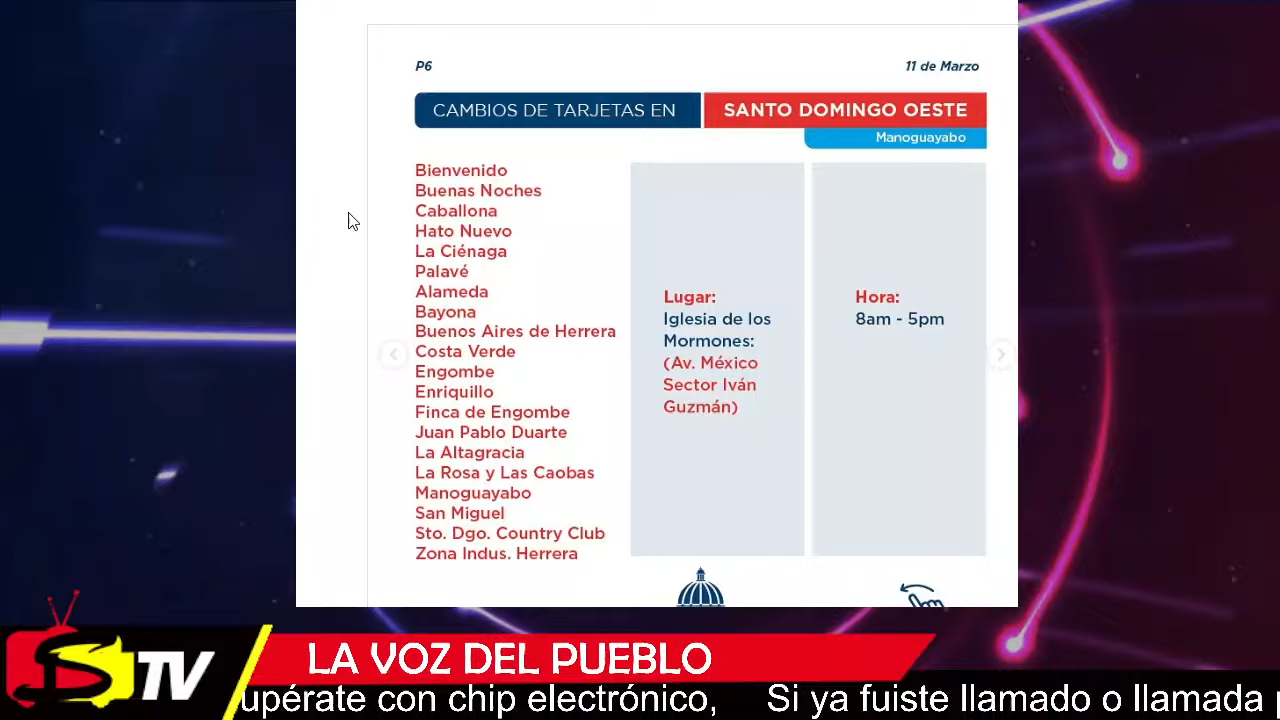 P6
11 de Marzo
CAMBIOS DE TARJETAS EN
SANTO DOMINGO OESTE
Manoguayabo
Bienvenido
Buenas Noches
Caballona
Hato Nuevo
La Ciénaga
Palavé
Alameda
Bayona
Buenos Aires de Herrera
Costa Verde
Engombe
Enriquillo
Finca de Engombe
Juan Pablo Duarte
La Altagracia
La Rosa y Las Caobas
Manoguayabo
San Miguel
Sto. Dgo. Country Club
Zona Indus. Herrera
Lugar:
Iglesia de los
Mormones:
(Av. México
Sector Iván
Guzmán)
Hora:
8am - 5pm
STV
LA VOZ DEL PUEBLO
upérate con chip electrónico, Si ya fuiste llamado o llamada